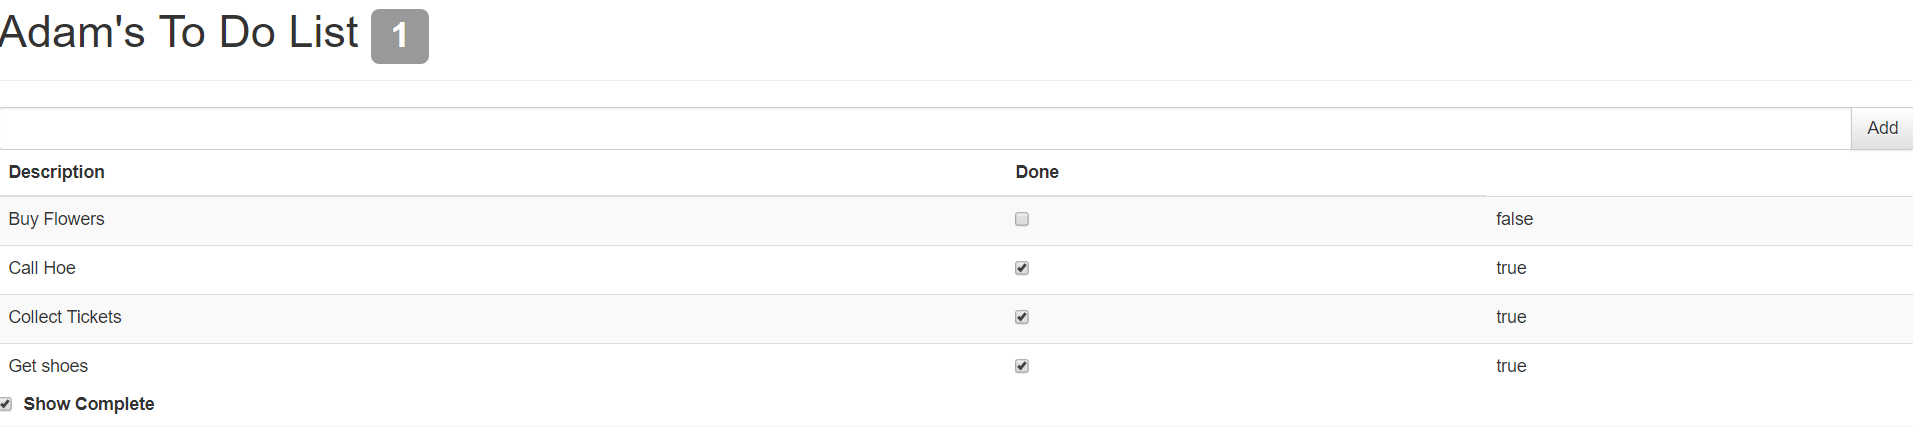 Adam's To Do List 1
Add
Description Done
Buy Flowers false
Call Hoe true
Collect Tickets true
Get shoes true
Show Complete